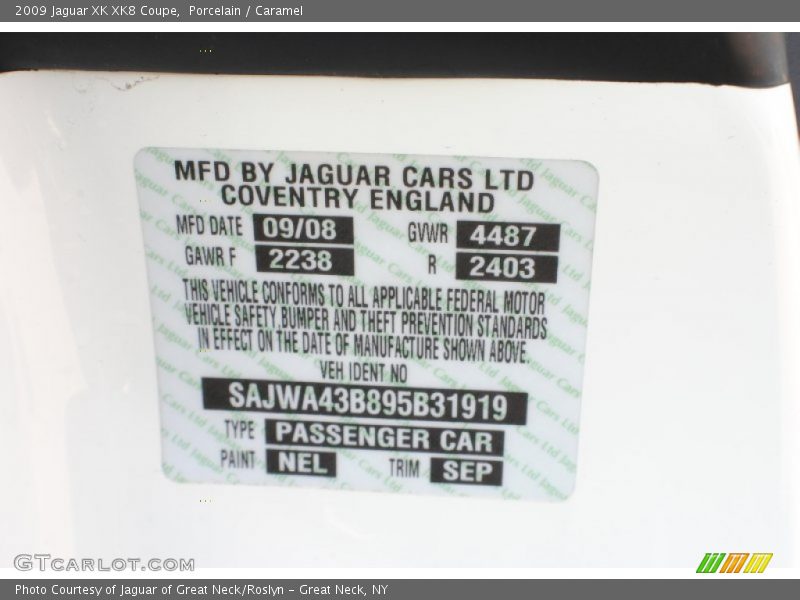 2009 Jaguar XK XK8 Coupe,  Porcelain / Caramel
MFD BY JAGUAR CARS LTD
COVENTRY ENGLAND
MFD DATE 09/08 GVWR 4487
GAWR F 2238 R 2403
THIS VEHICLE CONFORMS TO ALL APPLICABLE FEDERAL MOTOR
VEHICLE SAFETY, BUMPER AND THEFT PREVENTION STANDARDS
IN EFFECT ON THE DATE OF MANUFACTURE SHOWN ABOVE.
VEH IDENT NO
SAJWA43B895B31919
TYPE PASSENGER CAR
PAINT NEL TRIM SEP
GTCARLOT.COM
Photo Courtesy of Jaguar of Great Neck/Roslyn - Great Neck, NY